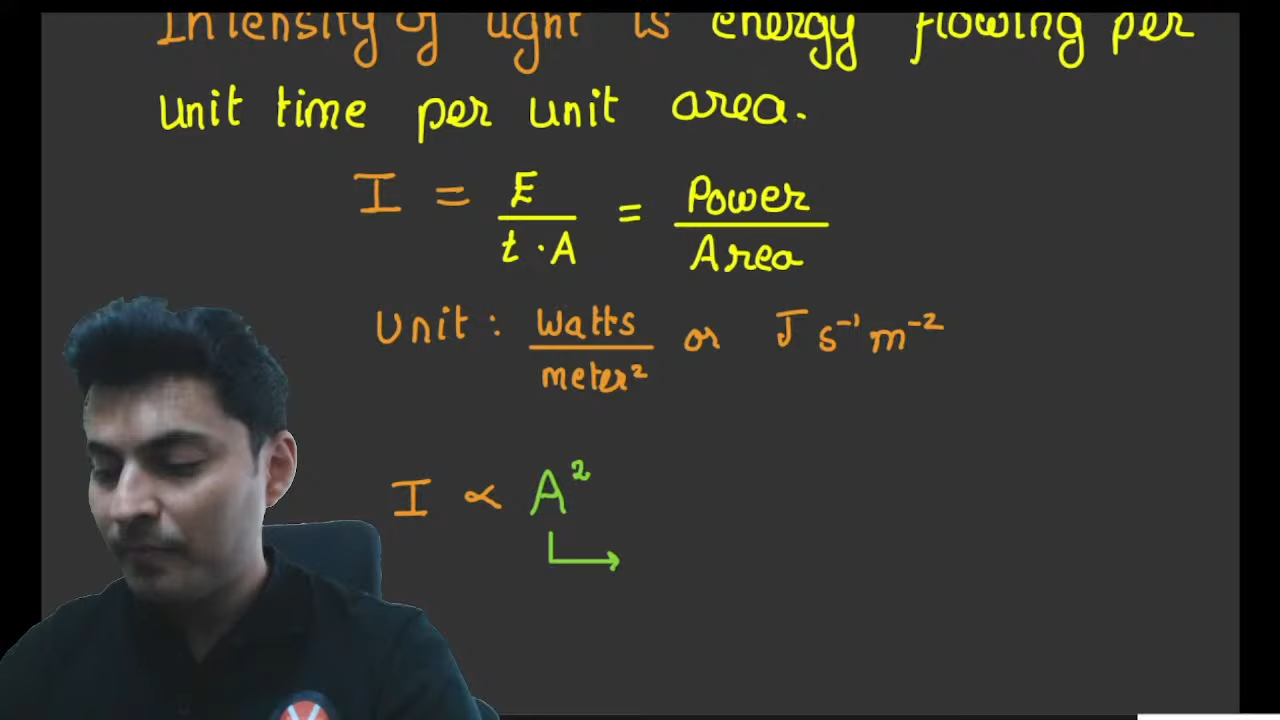 Intensity of light is energy flowing per
unit time per unit area.
I = E / t · A = Power / Area
Unit : Watts / meter² or J s⁻¹ m⁻²
I ∝ A²